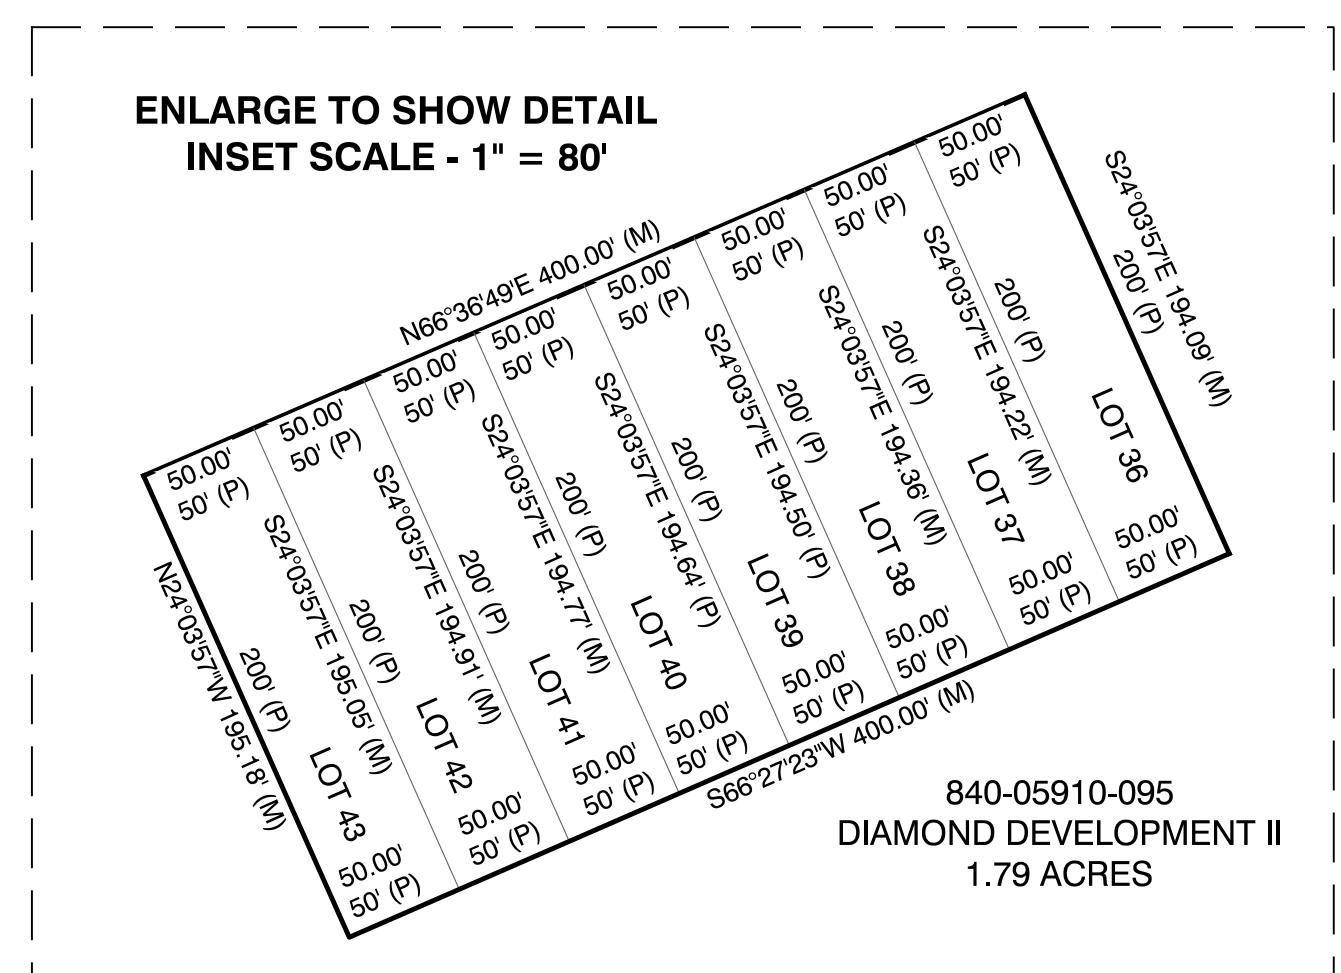 ENLARGE TO SHOW DETAIL
INSET SCALE - 1" = 80'
N66°36'49'E 400.00' (M)
50.00'
50' (P)
50.00'
50' (P)
50.00'
50' (P)
50.00'
50' (P)
50.00'
50' (P)
50.00'
50' (P)
50.00'
50' (P)
50.00'
50' (P)
N24°03'57"W 195.18' (M)
200' (P)
LOT 43
S24°03'57"E 195.05' (M)
200' (P)
LOT 42
S24°03'57"E 194.91' (M)
200' (P)
LOT 41
S24°03'57"E 194.77' (M)
200' (P)
LOT 40
S24°03'57"E 194.64' (P)
200' (P)
LOT 39
S24°03'57"E 194.50' (P)
200' (P)
LOT 38
S24°03'57"E 194.36' (M)
200' (P)
LOT 37
S24°03'57"E 194.22' (M)
200' (P)
LOT 36
S24°03'57"E 194.09' (M)
200' (P)
50.00'
50' (P)
50.00'
50' (P)
50.00'
50' (P)
50.00'
50' (P)
50.00'
50' (P)
50.00'
50' (P)
50.00'
50' (P)
50.00'
50' (P)
S66°27'23"W 400.00' (M)
840-05910-095
DIAMOND DEVELOPMENT II
1.79 ACRES